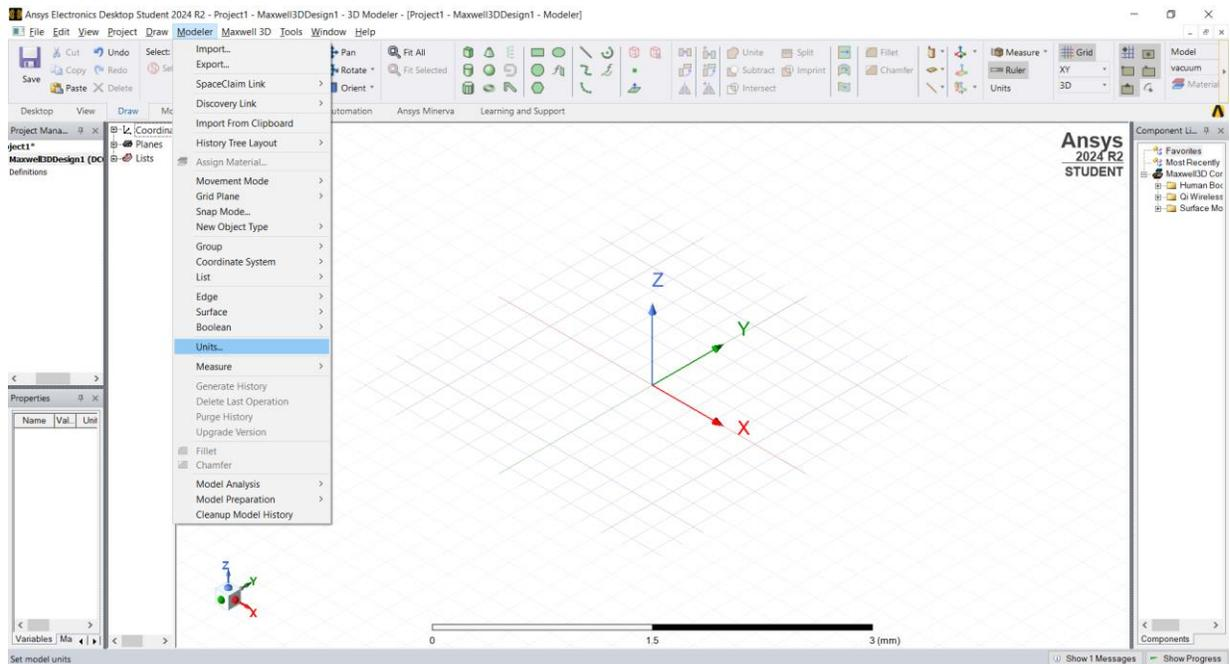 Ansys Electronics Desktop Student 2024 R2 - Project1 - Maxwell3DDesign1 - 3D Modeler - [Project1 - Maxwell3DDesign1 - Modeler]
File Edit View Project Draw Modeler Maxwell 3D Tools Window Help
Save
Cut
Copy
Paste
Undo
Redo
Delete
Select:
Pan
Rotate
Orient
Fit All
Fit Selected
Unite
Subtract
Intersect
Split
Imprint
Fillet
Chamfer
Measure
Ruler
Units
Grid
XY
3D
Model
vacuum
Material
Desktop View Draw Mo utomation Ansys Minerva Learning and Support
Import...
Export...
SpaceClaim Link
Discovery Link
Import From Clipboard
History Tree Layout
Assign Material...
Movement Mode
Grid Plane
Snap Mode...
New Object Type
Group
Coordinate System
List
Edge
Surface
Boolean
Units...
Measure
Generate History
Delete Last Operation
Purge History
Upgrade Version
Fillet
Chamfer
Model Analysis
Model Preparation
Cleanup Model History
Project Mana...
ject1*
Maxwell3DDesign1 (DC
Definitions
Coordina
Planes
Lists
Properties
Name Val... Unit
Variables Ma
Ansys
2024 R2
STUDENT
Z
Y
X
Z
Y
X
0 1.5 3 (mm)
Component Li...
Favorites
Most Recently
Maxwell3D Cor
Human Boc
Qi Wireless
Surface Mo
Components
Set model units
Show 1 Messages Show Progress